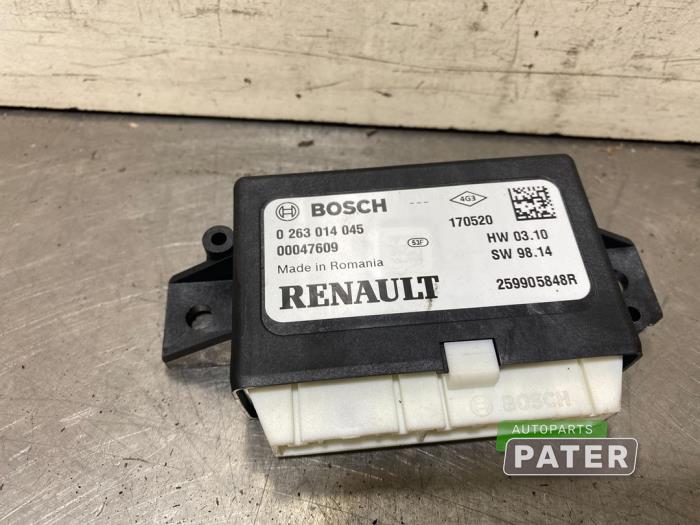 BOSCH ---
4G3
0 263 014 045
170520
00047609
53F
HW 03.10
Made in Romania
SW 98.14
RENAULT
259905848R
BOSCH
AUTOPARTS
PATER